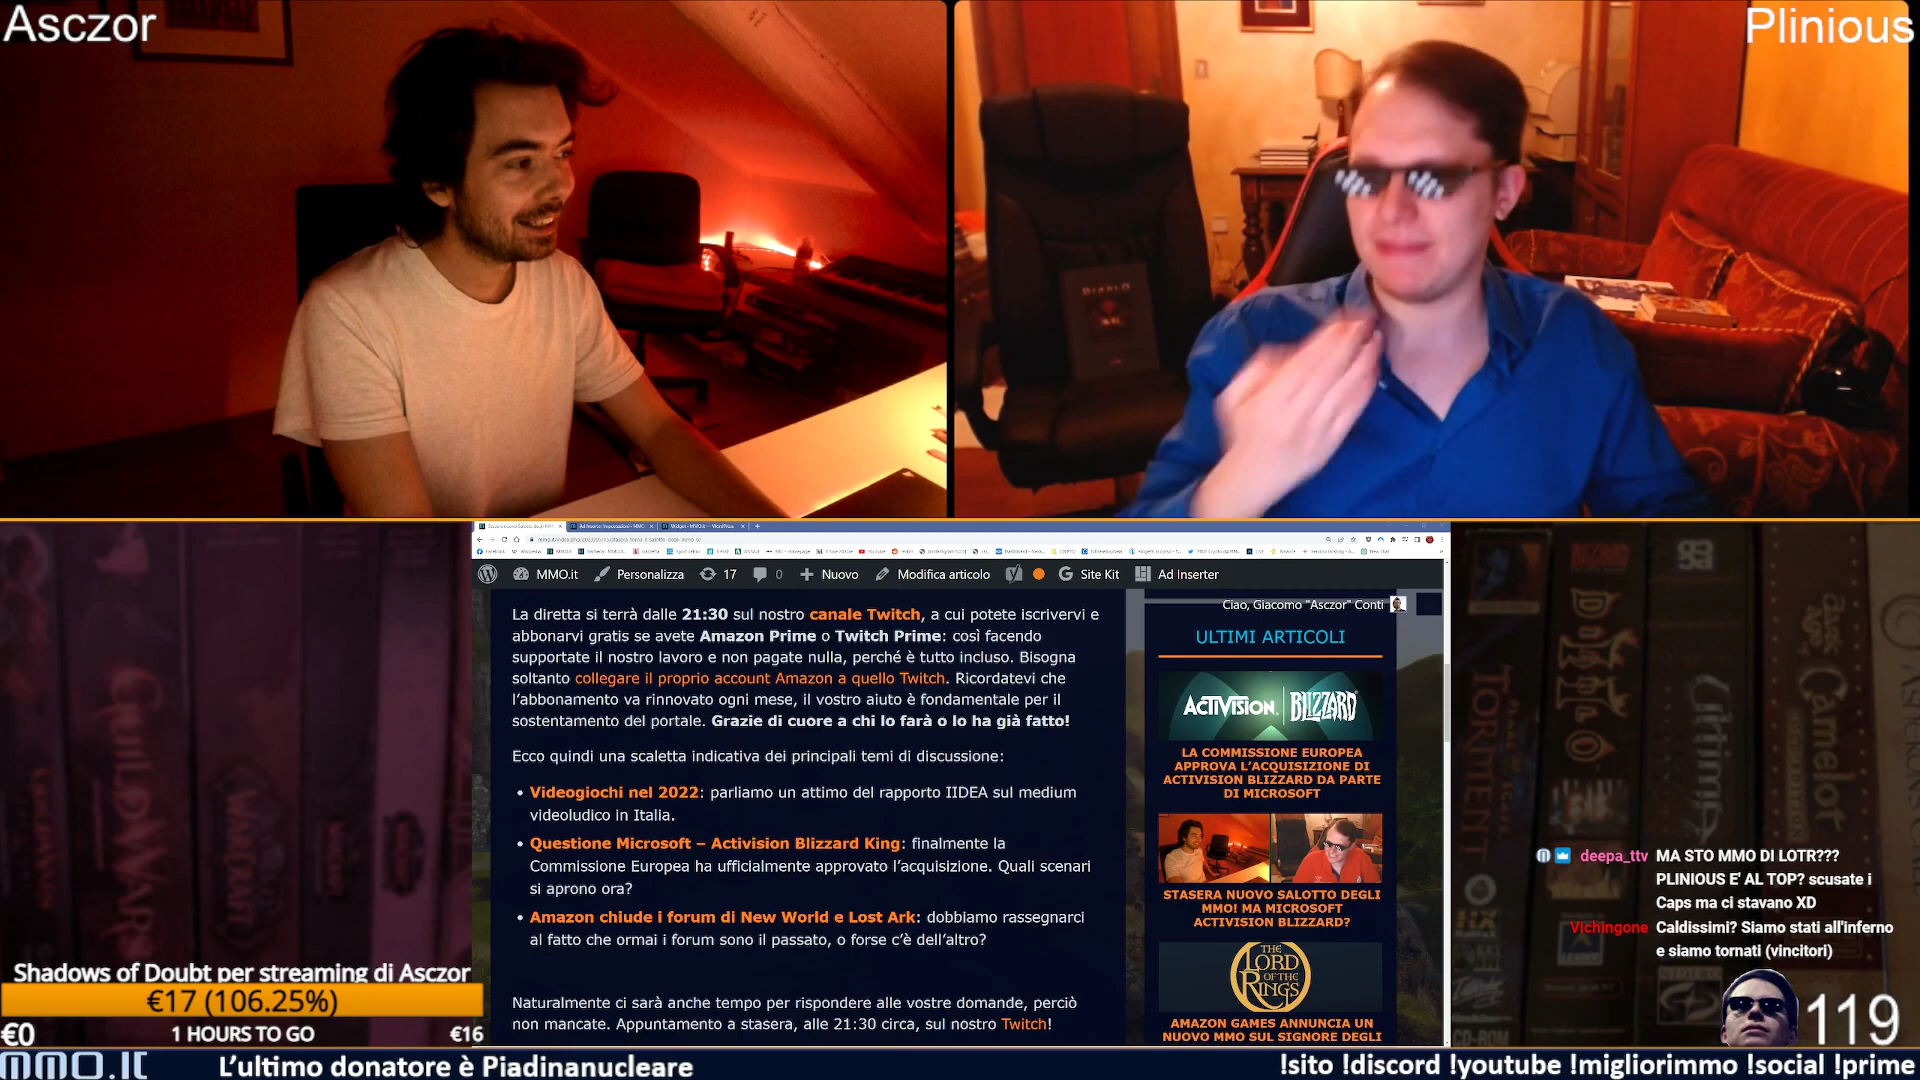 Asczor
Plinious
DIABLO
MMO.it
Personalizza
17
0
Nuovo
Modifica articolo
Site Kit
Ad Inserter
Ciao, Giacomo "Asczor" Conti
La diretta si terrà dalle 21:30 sul nostro canale Twitch, a cui potete iscrivervi e
abbonarvi gratis se avete Amazon Prime o Twitch Prime: così facendo
supportate il nostro lavoro e non pagate nulla, perché è tutto incluso. Bisogna
soltanto collegare il proprio account Amazon a quello Twitch. Ricordatevi che
l'abbonamento va rinnovato ogni mese, il vostro aiuto è fondamentale per il
sostentamento del portale. Grazie di cuore a chi lo farà o lo ha già fatto!
Ecco quindi una scaletta indicativa dei principali temi di discussione:
• Videogiochi nel 2022: parliamo un attimo del rapporto IIDEA sul medium
videoludico in Italia.
• Questione Microsoft – Activision Blizzard King: finalmente la
Commissione Europea ha ufficialmente approvato l'acquisizione. Quali scenari
si aprono ora?
• Amazon chiude i forum di New World e Lost Ark: dobbiamo rassegnarci
al fatto che ormai i forum sono il passato, o forse c'è dell'altro?
Naturalmente ci sarà anche tempo per rispondere alle vostre domande, perciò
non mancate. Appuntamento a stasera, alle 21:30 circa, sul nostro Twitch!
ULTIMI ARTICOLI
ACTIVISION. BLIZZARD
LA COMMISSIONE EUROPEA
APPROVA L'ACQUISIZIONE DI
ACTIVISION BLIZZARD DA PARTE
DI MICROSOFT
STASERA NUOVO SALOTTO DEGLI
MMO! MA MICROSOFT
ACTIVISION BLIZZARD?
THE
LORD
OF THE
RINGS
AMAZON GAMES ANNUNCIA UN
NUOVO MMO SUL SIGNORE DEGLI
GUILD WARS
WARCRAFT
TORMENT
Diablo
Ultima
Camelot
CD-ROM
deepa_ttv MA STO MMO DI LOTR???
PLINIOUS E' AL TOP? scusate i
Caps ma ci stavano XD
Vichingone Caldissimi? Siamo stati all'inferno
e siamo tornati (vincitori)
119
Shadows of Doubt per streaming di Asczor
€17 (106.25%)
€0
1 HOURS TO GO
€16
MMO.IT
L'ultimo donatore è Piadinanucleare
!sito !discord !youtube !migliorimmo !social !prime